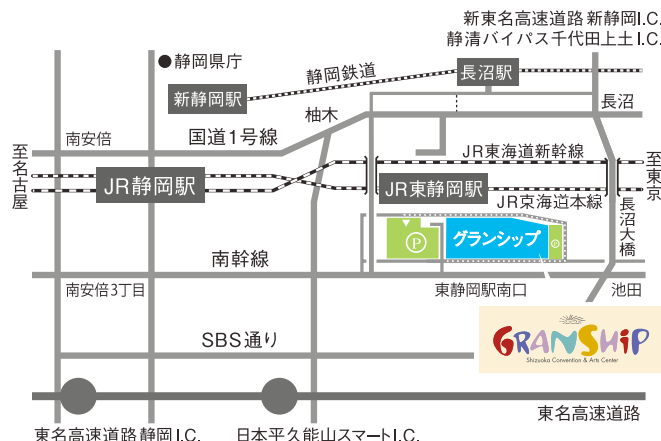 新東名高速道路 新静岡I.C.
静清バイパス千代田上土I.C.
●静岡県庁
静岡鉄道
長沼駅
新静岡駅
柚木
長沼
南安倍
国道1号線
至名古屋
JR東海道新幹線
至東京
JR静岡駅
JR東静岡駅
JR東海道本線
長沼大橋
P
グランシップ
P
南幹線
南安倍3丁目
東静岡駅南口
池田
GRANSHiP
Shizuoka Convention & Arts Center
SBS通り
東名高速道路
東名高速道路 静岡I.C.
日本平久能山スマートI.C.